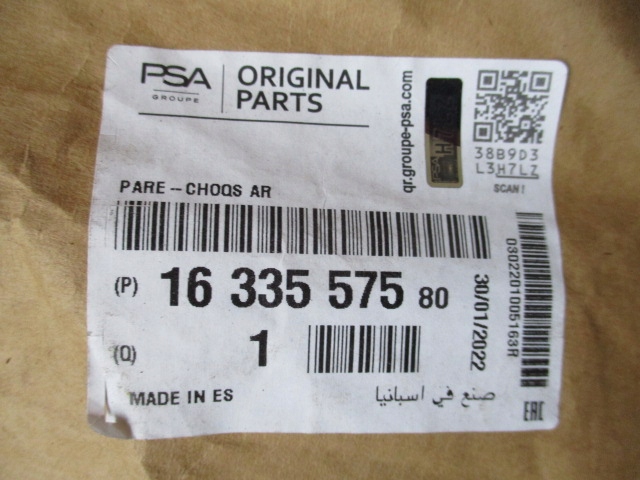 PSA
GROUPE
ORIGINAL
PARTS
qr.groupe-psa.com
38B9D3
L3H7LZ
SCAN!
PARE-CHOQS AR
(P) 16 335 575 80
(Q) 1
30/01/2022
0302201005163R
MADE IN ES
صنع في اسبانيا
EAC